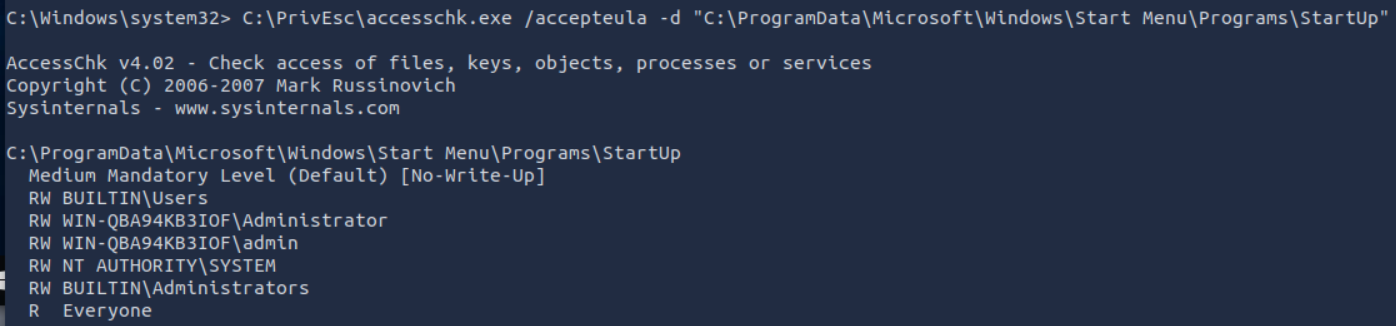 C:\Windows\system32> C:\PrivEsc\accesschk.exe /accepteula -d "C:\ProgramData\Microsoft\Windows\Start Menu\Programs\StartUp"
AccessChk v4.02 - Check access of files, keys, objects, processes or services
Copyright (C) 2006-2007 Mark Russinovich
Sysinternals - www.sysinternals.com
C:\ProgramData\Microsoft\Windows\Start Menu\Programs\StartUp
  Medium Mandatory Level (Default) [No-Write-Up]
  RW BUILTIN\Users
  RW WIN-QBA94KB3IOF\Administrator
  RW WIN-QBA94KB3IOF\admin
  RW NT AUTHORITY\SYSTEM
  RW BUILTIN\Administrators
  R  Everyone